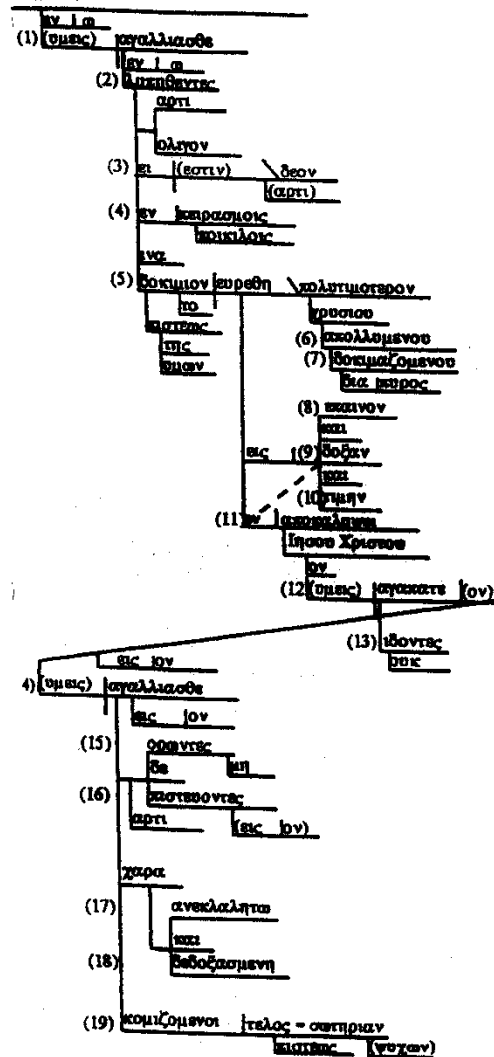 εν | ω
(1) (υμεις) |αγαλλιασθε
εν | ω
(2) λυπηθεντες
αρτι
ολιγον
(3) ει |(εστιν) \δεον
(αρτι)
(4) εν πειρασμοις
ποικιλοις
ινα
(5) δοκιμιον |ευρεθη \πολυτιμοτερον
το χρυσιου
πιστεως (6) απολλυμενου
της (7) δοκιμαζομενου
υμων δια πυρος
(8) επαινον
και
εις |(9) δοξαν
και
(10) τιμην
(11) εν αποκαλυψει
Ιησου Χριστου
ον
(12) (υμεις) |αγαπατε |(ον)
(13) ιδοντες
ουκ
εις |ον
4) (υμεις) |αγαλλιασθε
εις |ον
(15) ορωντες
δε μη
(16) πιστευοντες
αρτι (εις |ον)
χαρα
(17) ανεκλαλητω
και
(18) δεδοξασμενη
(19) κομιζομενοι |τελος = σωτηριαν
πιστεως (ψυχων)